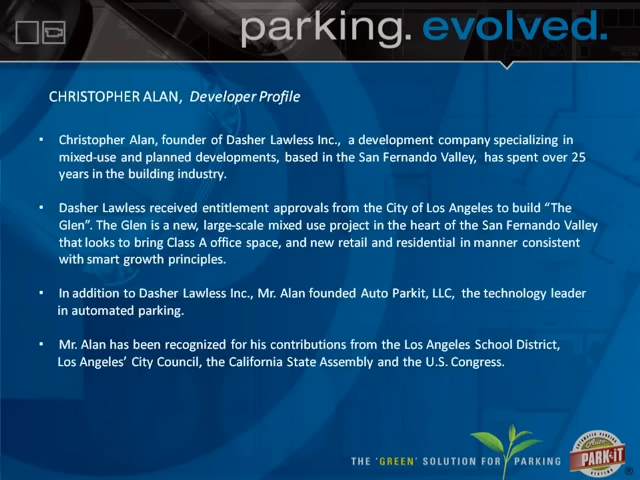 parking. evolved.
CHRISTOPHER ALAN, Developer Profile
• Christopher Alan, founder of Dasher Lawless Inc., a development company specializing in
mixed-use and planned developments, based in the San Fernando Valley, has spent over 25
years in the building industry.
• Dasher Lawless received entitlement approvals from the City of Los Angeles to build “The
Glen”. The Glen is a new, large-scale mixed use project in the heart of the San Fernando Valley
that looks to bring Class A office space, and new retail and residential in manner consistent
with smart growth principles.
• In addition to Dasher Lawless Inc., Mr. Alan founded Auto Parkit, LLC, the technology leader
in automated parking.
• Mr. Alan has been recognized for his contributions from the Los Angeles School District,
Los Angeles’ City Council, the California State Assembly and the U.S. Congress.
THE ‘GREEN’ SOLUTION FOR PARKING
AUTOMATED PARKING
Auto
PARKIT
SYSTEMS
®